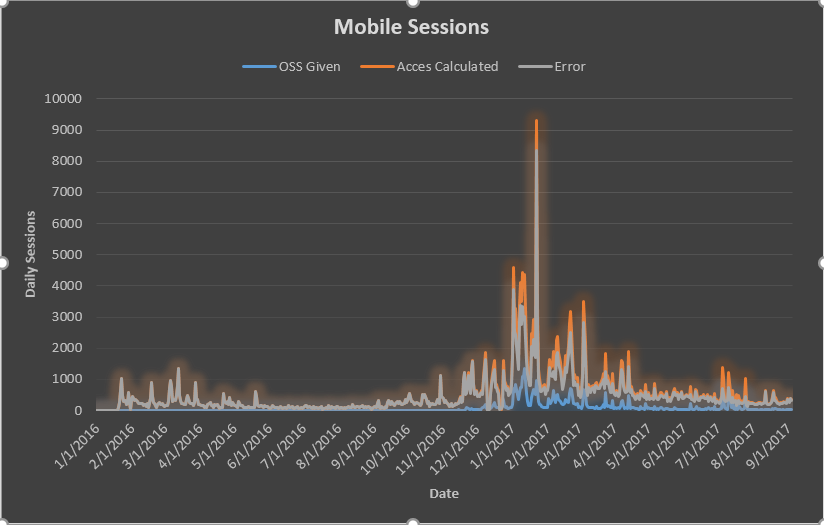 Mobile Sessions
OSS Given Acces Calculated Error
10000
9000
8000
7000
6000
5000
4000
3000
2000
1000
0
Daily Sessions
1/1/2016 2/1/2016 3/1/2016 4/1/2016 5/1/2016 6/1/2016 7/1/2016 8/1/2016 9/1/2016 10/1/2016 11/1/2016 12/1/2016 1/1/2017 2/1/2017 3/1/2017 4/1/2017 5/1/2017 6/1/2017 7/1/2017 8/1/2017 9/1/2017
Date